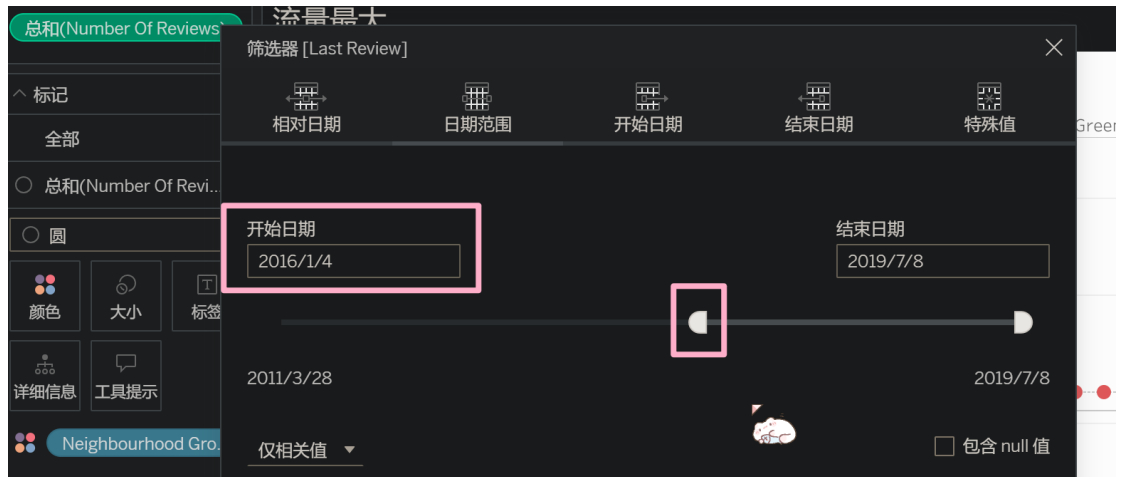 总和(Number Of Reviews)
流量最大
筛选器 [Last Review]
标记
相对日期
日期范围
开始日期
结束日期
特殊值
全部
总和(Number Of Revi...
圆
开始日期
结束日期
2016/1/4
2019/7/8
颜色
大小
标签
2011/3/28
2019/7/8
详细信息
工具提示
Neighbourhood Gro..
仅相关值
包含 null 值